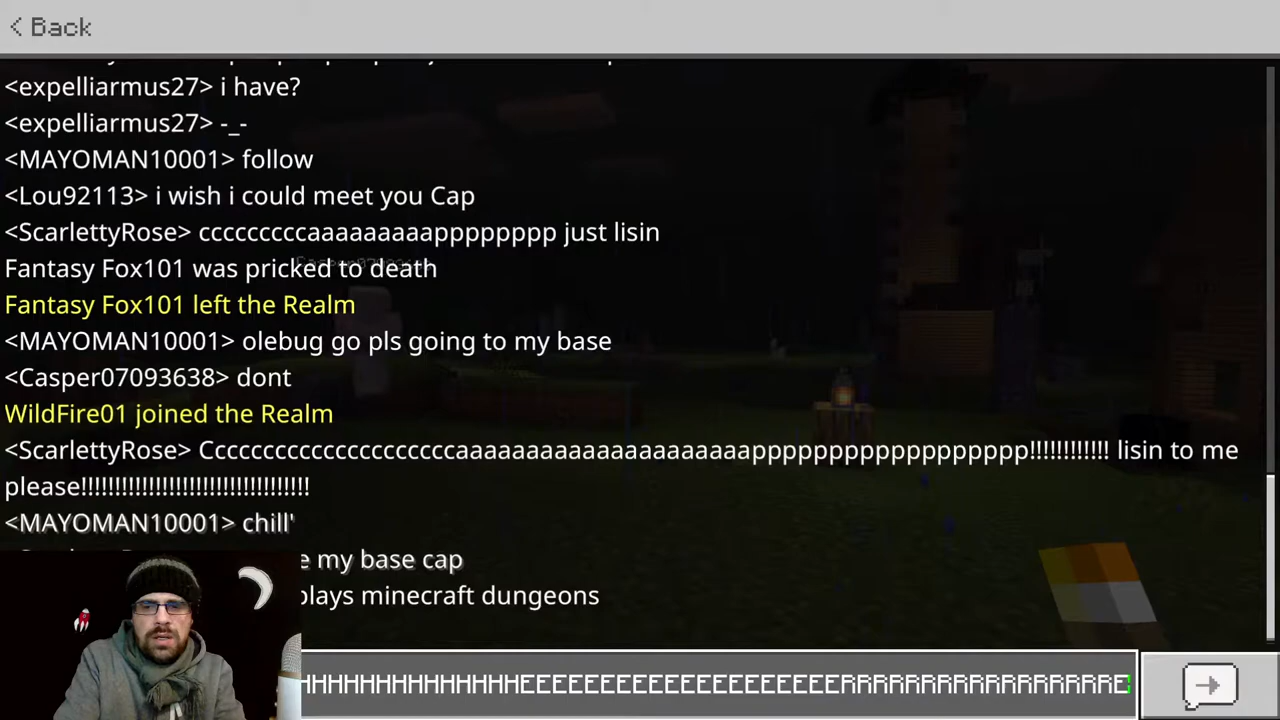 < Back
<expelliarmus27> i have?
<expelliarmus27> -_-
<MAYOMAN10001> follow
<Lou92113> i wish i could meet you Cap
<ScarlettyRose> cccccccccaaaaaaaaapppppppp just lisin
Fantasy Fox101 was pricked to death
Fantasy Fox101 left the Realm
<MAYOMAN10001> olebug go pls going to my base
<Casper07093638> dont
WildFire01 joined the Realm
<ScarlettyRose> Ccccccccccccccccccccaaaaaaaaaaaaaaaaaaaappppppppppppppppp!!!!!!!!!!!! lisin to me
please!!!!!!!!!!!!!!!!!!!!!!!!!!!!!!!!!!
<MAYOMAN10001> chill'
my base cap
plays minecraft dungeons
HHHHHHHHHHHHHHEEEEEEEEEEEEEEEEEEEERRRRRRRRRRRRRRRRRE